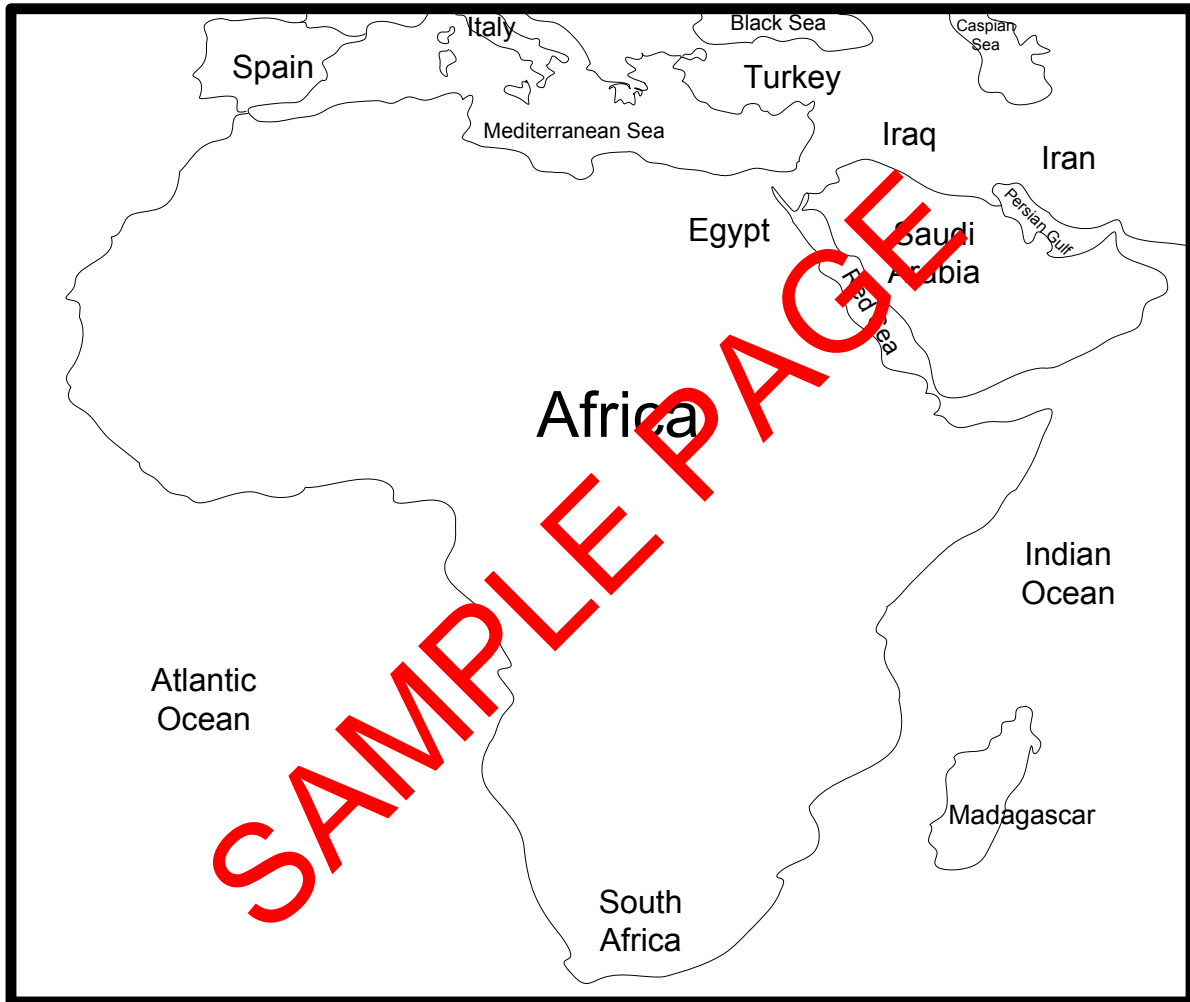 Italy
Black Sea
Caspian
Sea
Spain
Turkey
Mediterranean Sea
Iraq
Iran
Persian Gulf
Egypt
Saudi
Arabia
Red Sea
Africa
SAMPLE PAGE
Indian
Ocean
Atlantic
Ocean
Madagascar
South
Africa